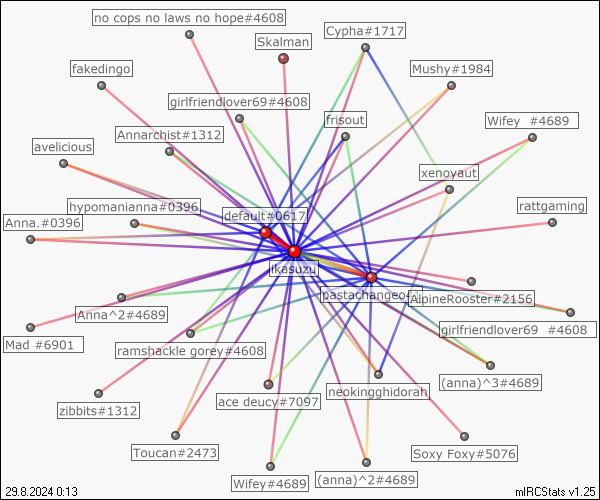 no cops no laws no hope#4608
Skalman
Cypha#1717
fakedingo
Mushy#1984
girlfriendlover69#4608
frisout
Wifey  #4689
Annarchist#1312
avelicious
xenoyaut
hypomanianna#0396
rattgaming
Anna.#0396
default#0617
ikasuzu
pastachangeo
AlpineRooster#2156
Anna^2#4689
girlfriendlover69  #4608
Mad #6901
ramshackle gorey#4608
(anna)^3#4689
neokingghidorah
zibbits#1312
ace deucy#7097
Toucan#2473
Soxy Foxy#5076
Wifey#4689
(anna)^2#4689
29.8.2024 0:13
mIRCStats v1.25